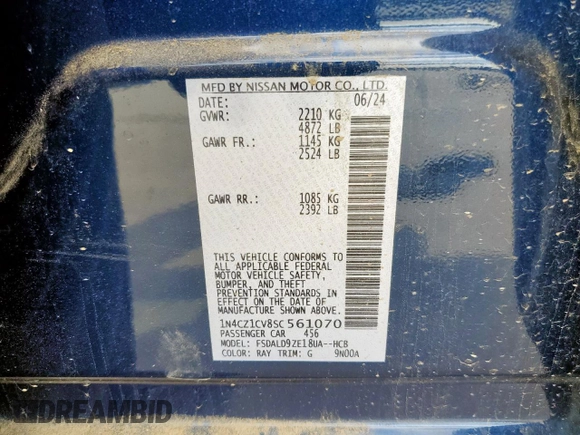 MFD BY NISSAN MOTOR CO., LTD.
DATE: 06/24
GVWR: 2210 KG
4872 LB
GAWR FR.: 1145 KG
2524 LB
GAWR RR.: 1085 KG
2392 LB
THIS VEHICLE CONFORMS TO
ALL APPLICABLE FEDERAL
MOTOR VEHICLE SAFETY,
BUMPER, AND THEFT
PREVENTION STANDARDS IN
EFFECT ON THE DATE OF
MANUFACTURE SHOWN ABOVE.
1N4CZ1CV8SC561070
PASSENGER CAR 456
MODEL: FSDALD9ZE18UA--HCB
COLOR: RAY TRIM: G 9N00A
DREAMBID